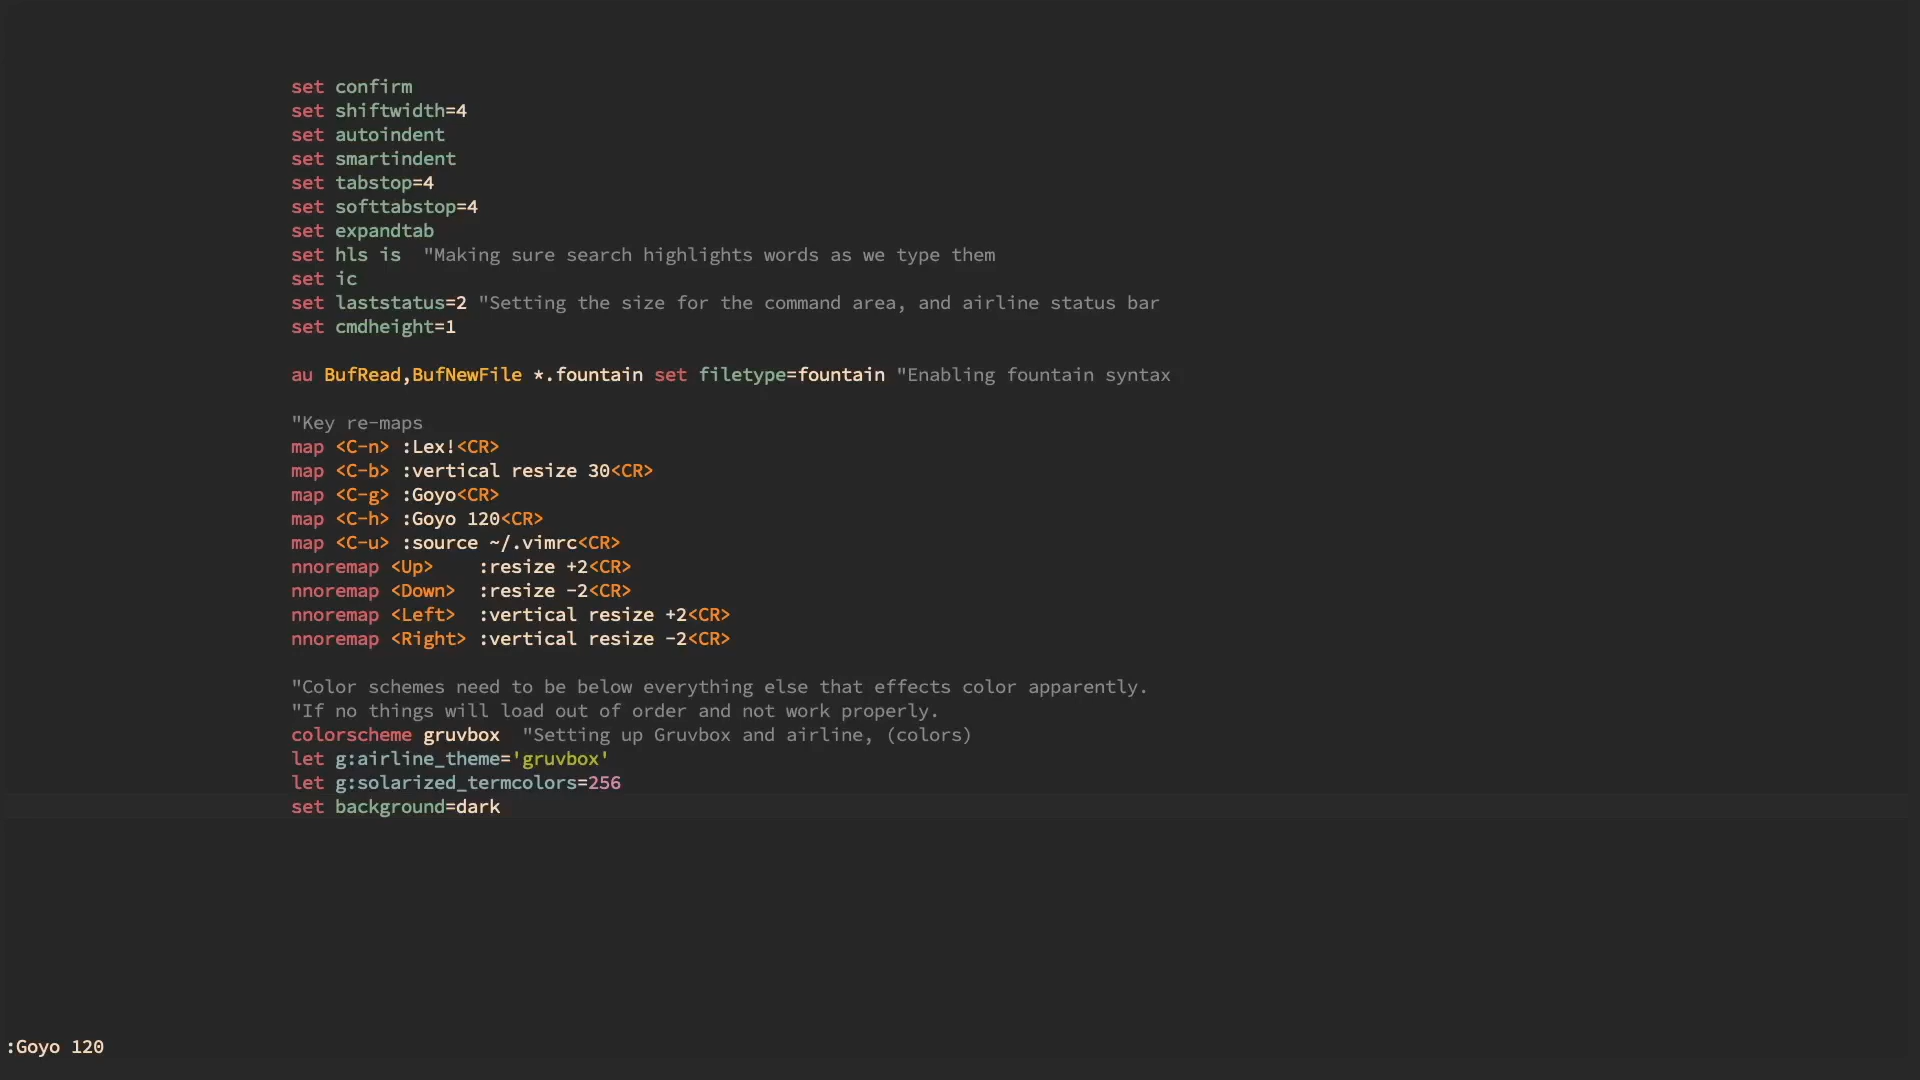 set confirm
set shiftwidth=4
set autoindent
set smartindent
set tabstop=4
set softtabstop=4
set expandtab
set hls is  "Making sure search highlights words as we type them
set ic
set laststatus=2 "Setting the size for the command area, and airline status bar
set cmdheight=1

au BufRead,BufNewFile *.fountain set filetype=fountain "Enabling fountain syntax

"Key re-maps
map <C-n> :Lex!<CR>
map <C-b> :vertical resize 30<CR>
map <C-g> :Goyo<CR>
map <C-h> :Goyo 120<CR>
map <C-u> :source ~/.vimrc<CR>
nnoremap <Up>    :resize +2<CR>
nnoremap <Down>  :resize -2<CR>
nnoremap <Left>  :vertical resize +2<CR>
nnoremap <Right> :vertical resize -2<CR>

"Color schemes need to be below everything else that effects color apparently.
"If no things will load out of order and not work properly.
colorscheme gruvbox  "Setting up Gruvbox and airline, (colors)
let g:airline_theme='gruvbox'
let g:solarized_termcolors=256
set background=dark

:Goyo 120